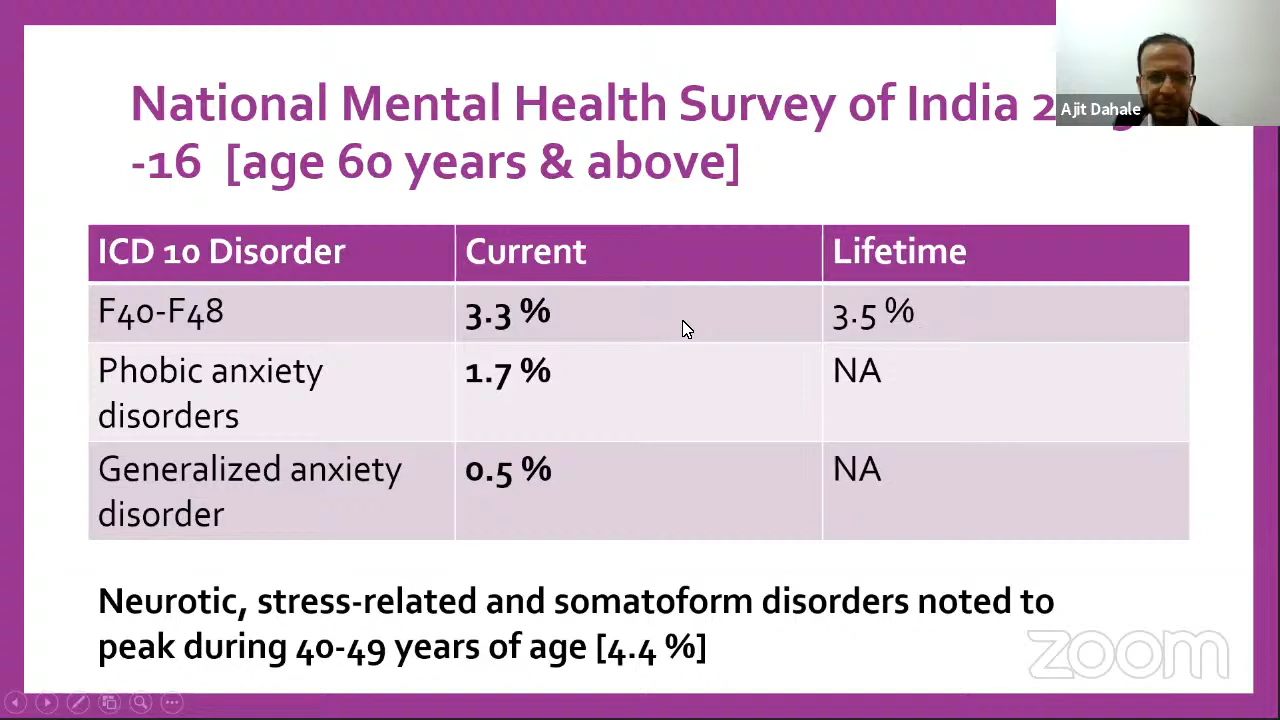 National Mental Health Survey of India
-16 [age 60 years & above]
Ajit Dahale
ICD 10 Disorder Current Lifetime
F40-F48 3.3 % 3.5 %
Phobic anxiety 1.7 % NA
disorders
Generalized anxiety 0.5 % NA
disorder
Neurotic, stress-related and somatoform disorders noted to
peak during 40-49 years of age [4.4 %]
zoom